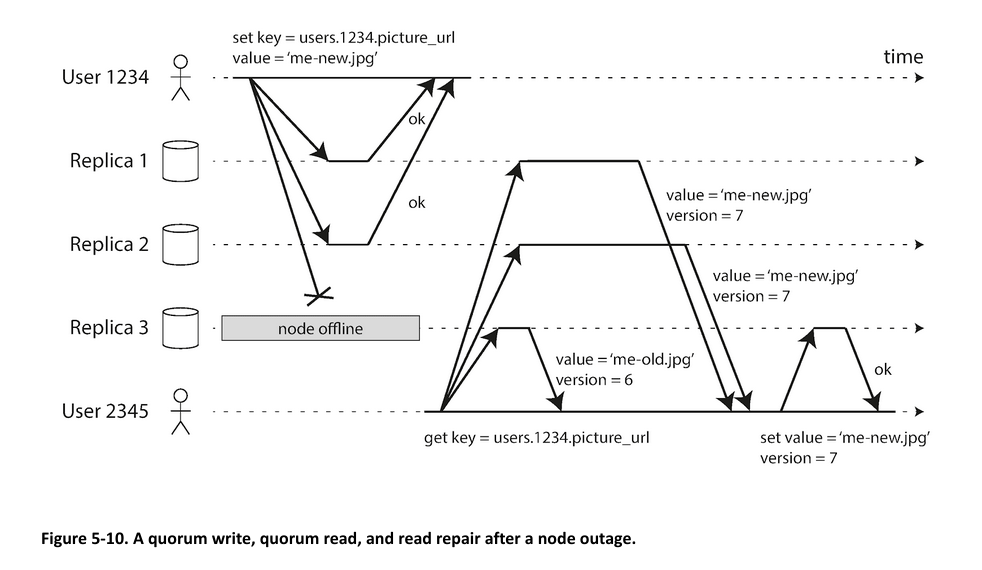 set key = users.1234.picture_url
value = ‘me-new.jpg’
time
User 1234
ok
Replica 1
value = ‘me-new.jpg’
version = 7
ok
Replica 2
value = ‘me-new.jpg’
version = 7
Replica 3
node offline
value = ‘me-old.jpg’
version = 6
ok
User 2345
get key = users.1234.picture_url
set value = ‘me-new.jpg’
version = 7
Figure 5-10. A quorum write, quorum read, and read repair after a node outage.